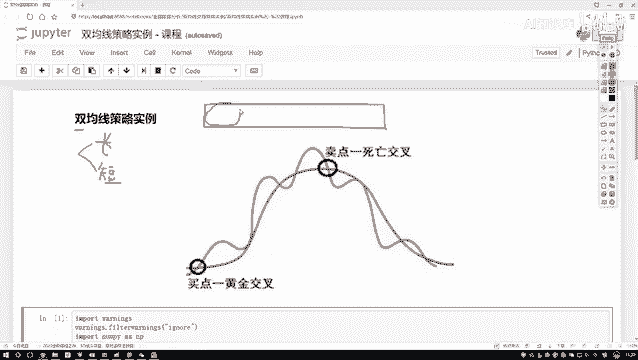 jupyter 双均线策略实例 - 课程 (autosaved)
File Edit View Insert Cell Kernel Widgets Help
Trusted
Code
双均线策略实例
长
短
卖点一死亡交叉
买点一黄金交叉
In [1]: import warnings
warnings.filterwarnings("ignore")
import numpy as np